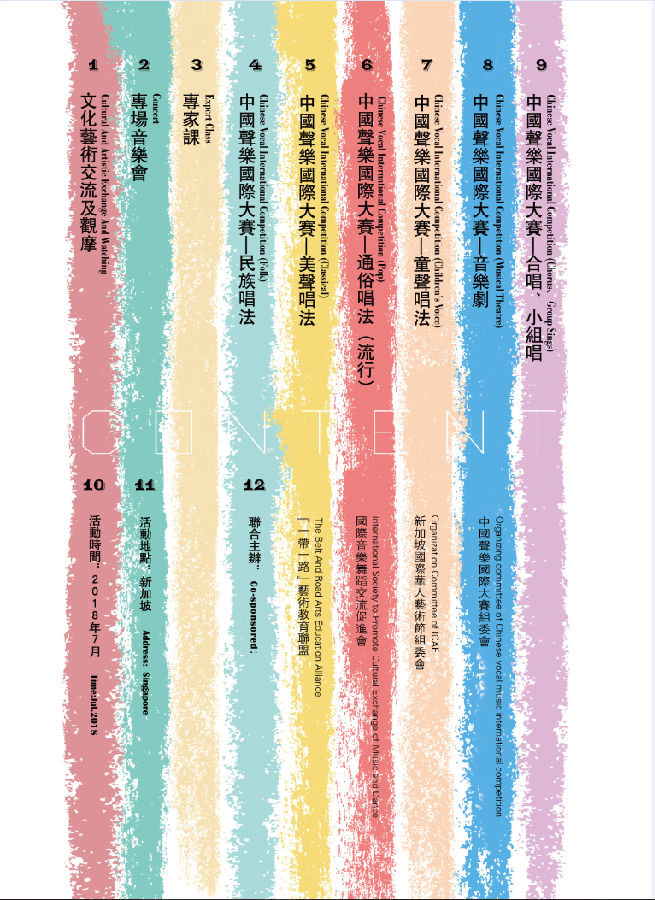 1
文化藝術交流及觀摩
Cultural And Artistic Exchange And Watching
2
專場音樂會
Concert
3
專家課
Expert Class
4
中國聲樂國際大賽—民族唱法
Chinese Vocal International Competition (Folk)
5
中國聲樂國際大賽—美聲唱法
Chinese Vocal International Competition (Classical)
6
中國聲樂國際大賽—通俗唱法（流行）
Chinese Vocal International Competition (Pop)
7
中國聲樂國際大賽—童聲唱法
Chinese Vocal International Competition (Children's Voice)
8
中國聲樂國際大賽—音樂劇
Chinese Vocal International Competition (Musical Theatre)
9
中國聲樂國際大賽—合唱、小組唱
Chinese Vocal International Competition (Chorus、Group Sings)
CONTENT
10
活動時間：2018年7月
Time:Jul.2018
11
活動地點：新加坡
Address: Singapore
12
聯合主辦：
Co-sponsored:
「一帶一路」藝術教育聯盟
The Belt And Road Arts Education Alliance
國際音樂舞蹈交流促進會
International Society to Promote Cultural Exchange of Music and Dance
新加坡國際華人藝術節組委會
Organization Committee of ICAF
中國聲樂國際大賽組委會
Organizing committee of Chinese vocal music international competition